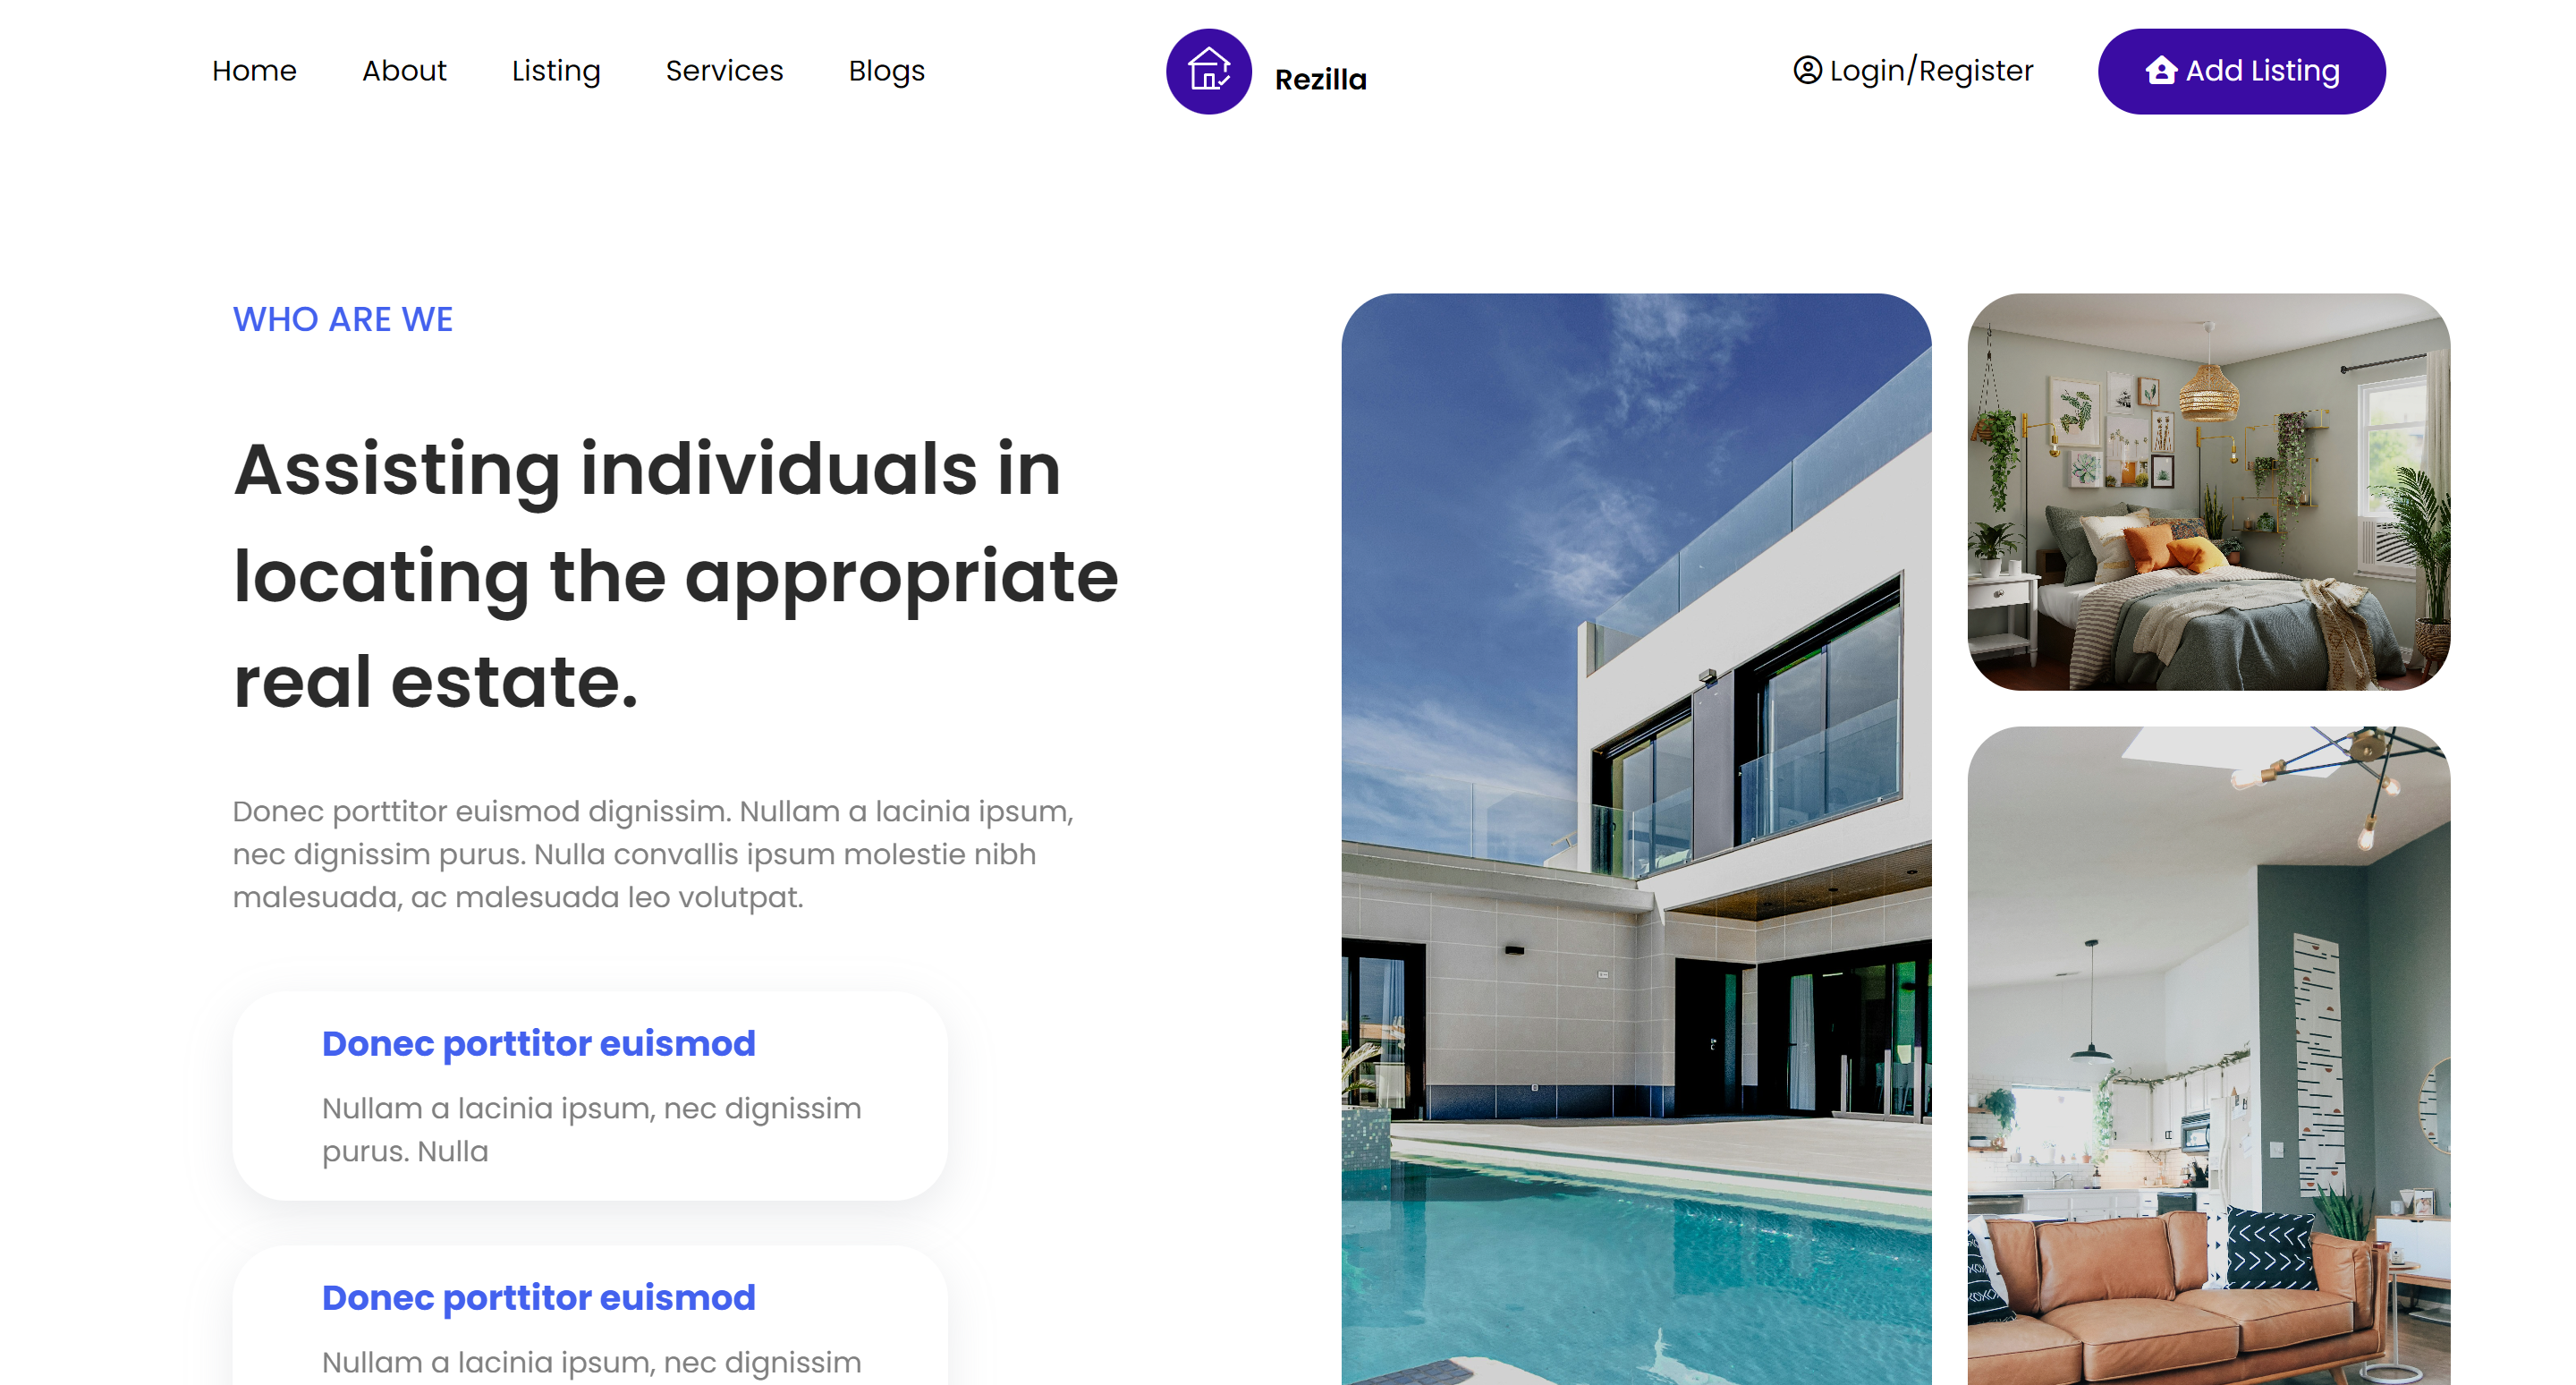 Home About Listing Services Blogs Rezilla Login/Register Add Listing
WHO ARE WE
Assisting individuals in
locating the appropriate
real estate.
Donec porttitor euismod dignissim. Nullam a lacinia ipsum,
nec dignissim purus. Nulla convallis ipsum molestie nibh
malesuada, ac malesuada leo volutpat.
Donec porttitor euismod
Nullam a lacinia ipsum, nec dignissim
purus. Nulla
Donec porttitor euismod
Nullam a lacinia ipsum, nec dignissim